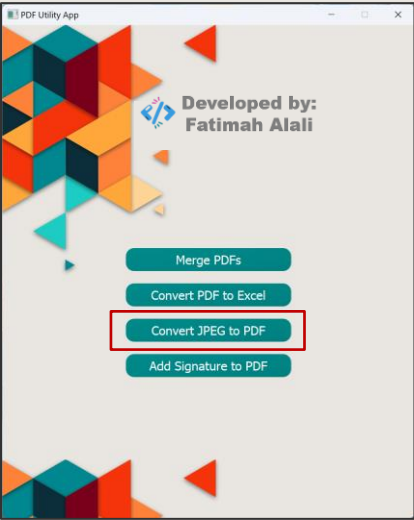 PDF Utility App
Developed by:
Fatimah Alali
Merge PDFs
Convert PDF to Excel
Convert JPEG to PDF
Add Signature to PDF